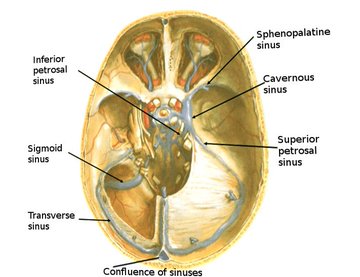 Sphenopalatine
sinus
Inferior
petrosal
sinus
Cavernous
sinus
Superior
petrosal
sinus
Sigmoid
sinus
Transverse
sinus
Confluence of sinuses